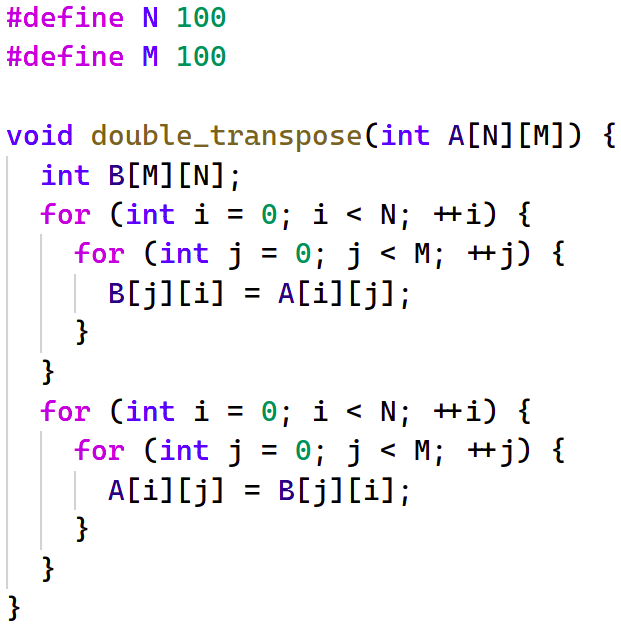 #define N 100
#define M 100

void double_transpose(int A[N][M]) {
  int B[M][N];
  for (int i = 0; i < N; ++i) {
    for (int j = 0; j < M; ++j) {
      B[j][i] = A[i][j];
    }
  }
  for (int i = 0; i < N; ++i) {
    for (int j = 0; j < M; ++j) {
      A[i][j] = B[j][i];
    }
  }
}